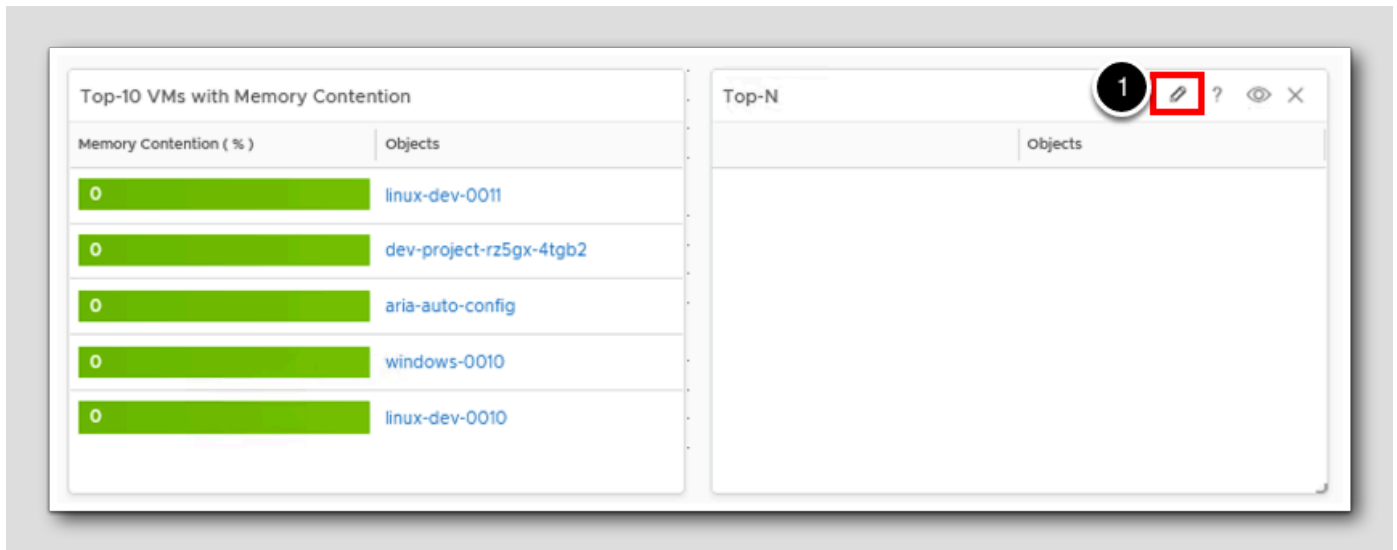 Top-10 VMs with Memory Contention
Memory Contention ( % ) Objects
0 linux-dev-0011
0 dev-project-rz5gx-4tgb2
0 aria-auto-config
0 windows-0010
0 linux-dev-0010
Top-N 1 ?
Objects